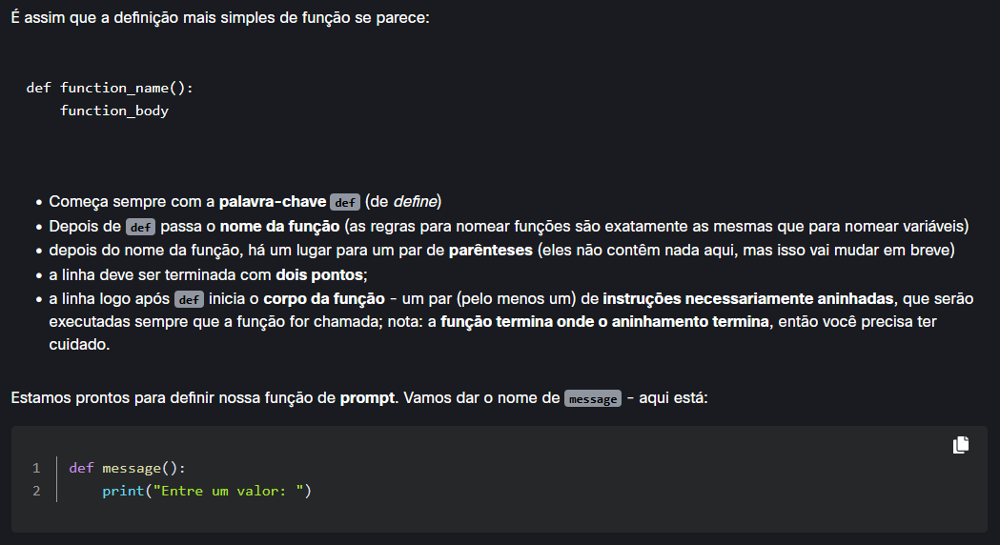 É assim que a definição mais simples de função se parece:
def function_name():
    function_body
• Começa sempre com a palavra-chave def (de define)
• Depois de def passa o nome da função (as regras para nomear funções são exatamente as mesmas que para nomear variáveis)
• depois do nome da função, há um lugar para um par de parênteses (eles não contêm nada aqui, mas isso vai mudar em breve)
• a linha deve ser terminada com dois pontos;
• a linha logo após def inicia o corpo da função - um par (pelo menos um) de instruções necessariamente aninhadas, que serão
executadas sempre que a função for chamada; nota: a função termina onde o aninhamento termina, então você precisa ter
cuidado.
Estamos prontos para definir nossa função de prompt. Vamos dar o nome de message - aqui está:
1 def message():
2     print("Entre um valor: ")